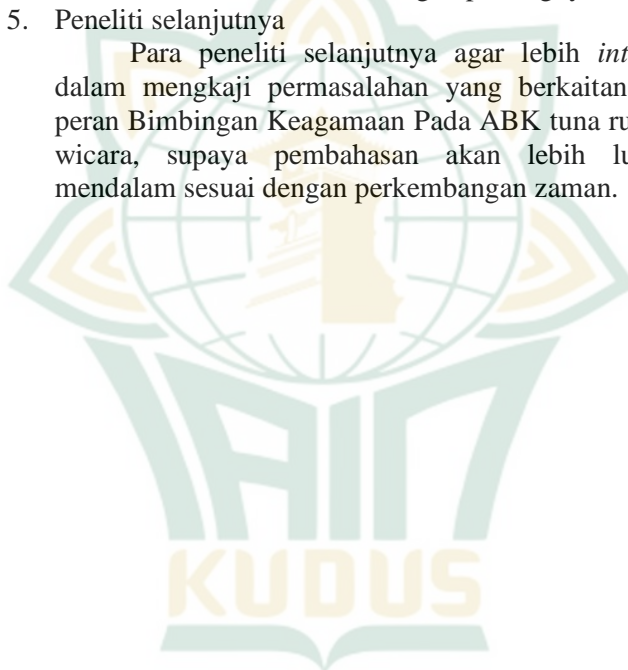 5. Peneliti selanjutnya
Para peneliti selanjutnya agar lebih
dalam mengkaji permasalahan yang berkaitan
peran Bimbingan Keagamaan Pada ABK tuna
wicara, supaya pembahasan akan lebih
mendalam sesuai dengan perkembangan zaman.
IAIN
KUDUS